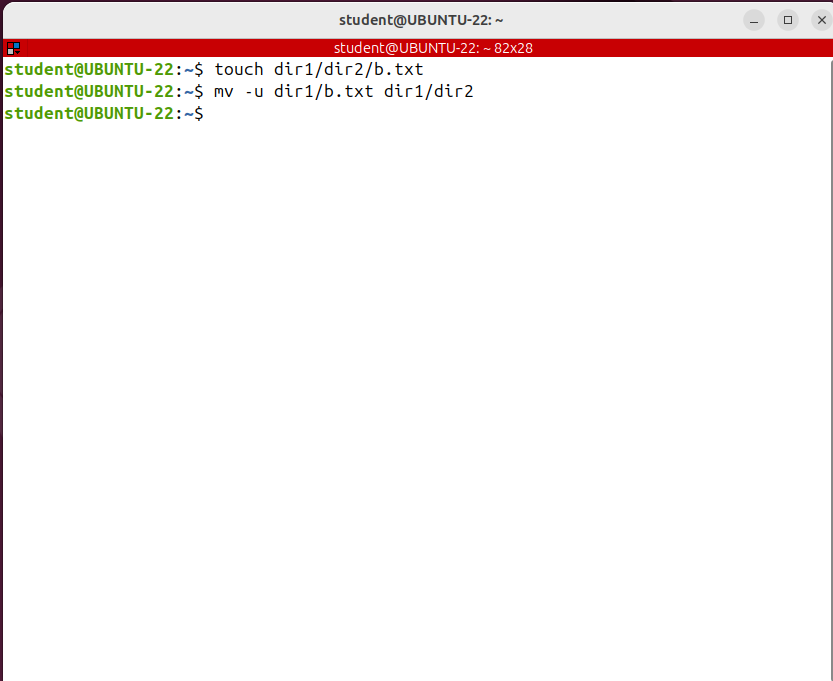 student@UBUNTU-22: ~
student@UBUNTU-22: ~ 82x28
student@UBUNTU-22:~$ touch dir1/dir2/b.txt
student@UBUNTU-22:~$ mv -u dir1/b.txt dir1/dir2
student@UBUNTU-22:~$